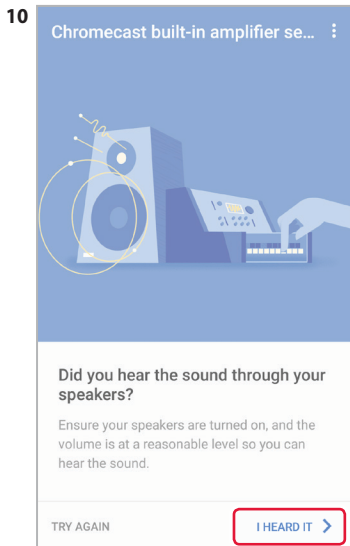 10
Chromecast built-in amplifier se...
Did you hear the sound through your
speakers?
Ensure your speakers are turned on, and the
volume is at a reasonable level so you can
hear the sound.
TRY AGAIN
I HEARD IT